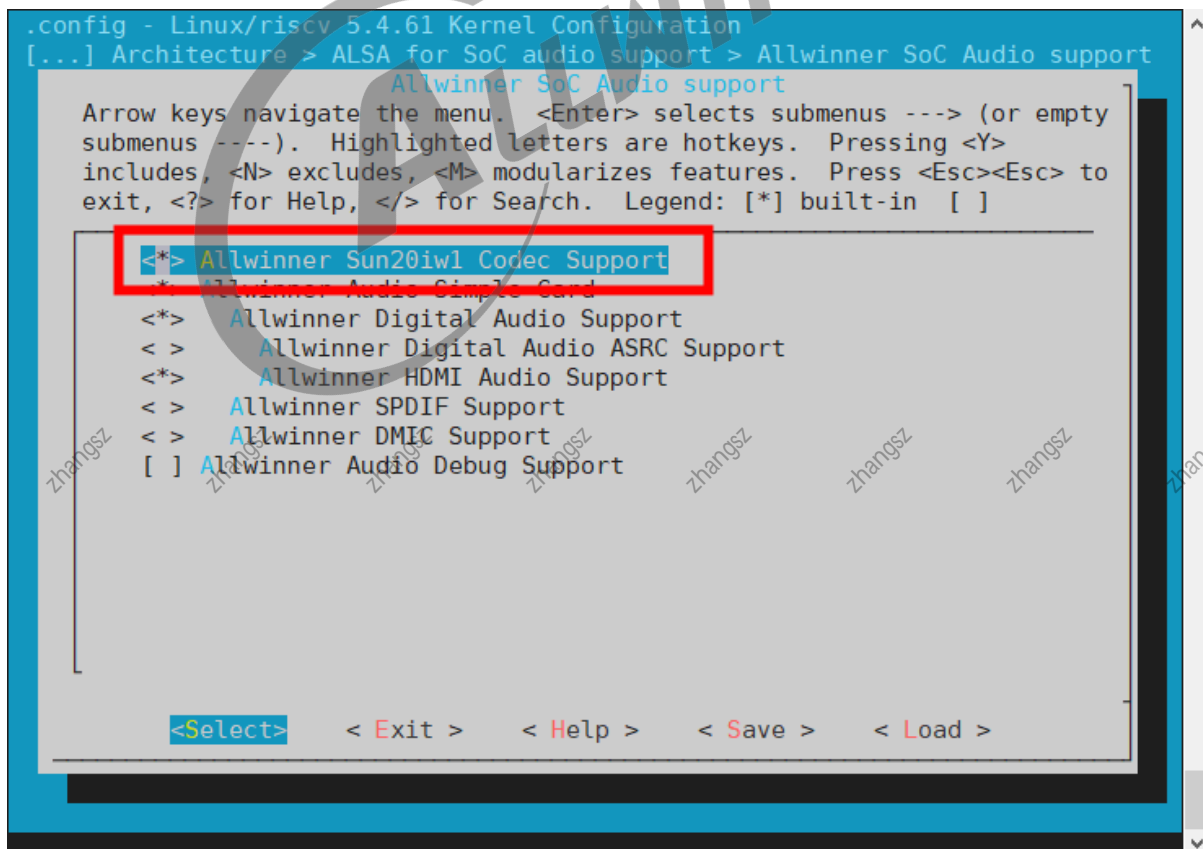 .config - Linux/riscv 5.4.61 Kernel Configuration
[...] Architecture > ALSA for SoC audio support > Allwinner SoC Audio support
Allwinner SoC Audio support
Arrow keys navigate the menu.  <Enter> selects submenus ---> (or empty
submenus ----).  Highlighted letters are hotkeys.  Pressing <Y>
includes, <N> excludes, <M> modularizes features.  Press <Esc><Esc> to
exit, <?> for Help, </> for Search.  Legend: [*] built-in  [ ]
<*> Allwinner Sun20iw1 Codec Support
<*> Allwinner Audio Simple Card
<*>   Allwinner Digital Audio Support
< >     Allwinner Digital Audio ASRC Support
<*>     Allwinner HDMI Audio Support
< >   Allwinner SPDIF Support
< >   Allwinner DMIC Support
[ ] Allwinner Audio Debug Support
zhangsz zhangsz zhangsz zhangsz zhangsz zhangsz zhangsz
<Select>    < Exit >    < Help >    < Save >    < Load >